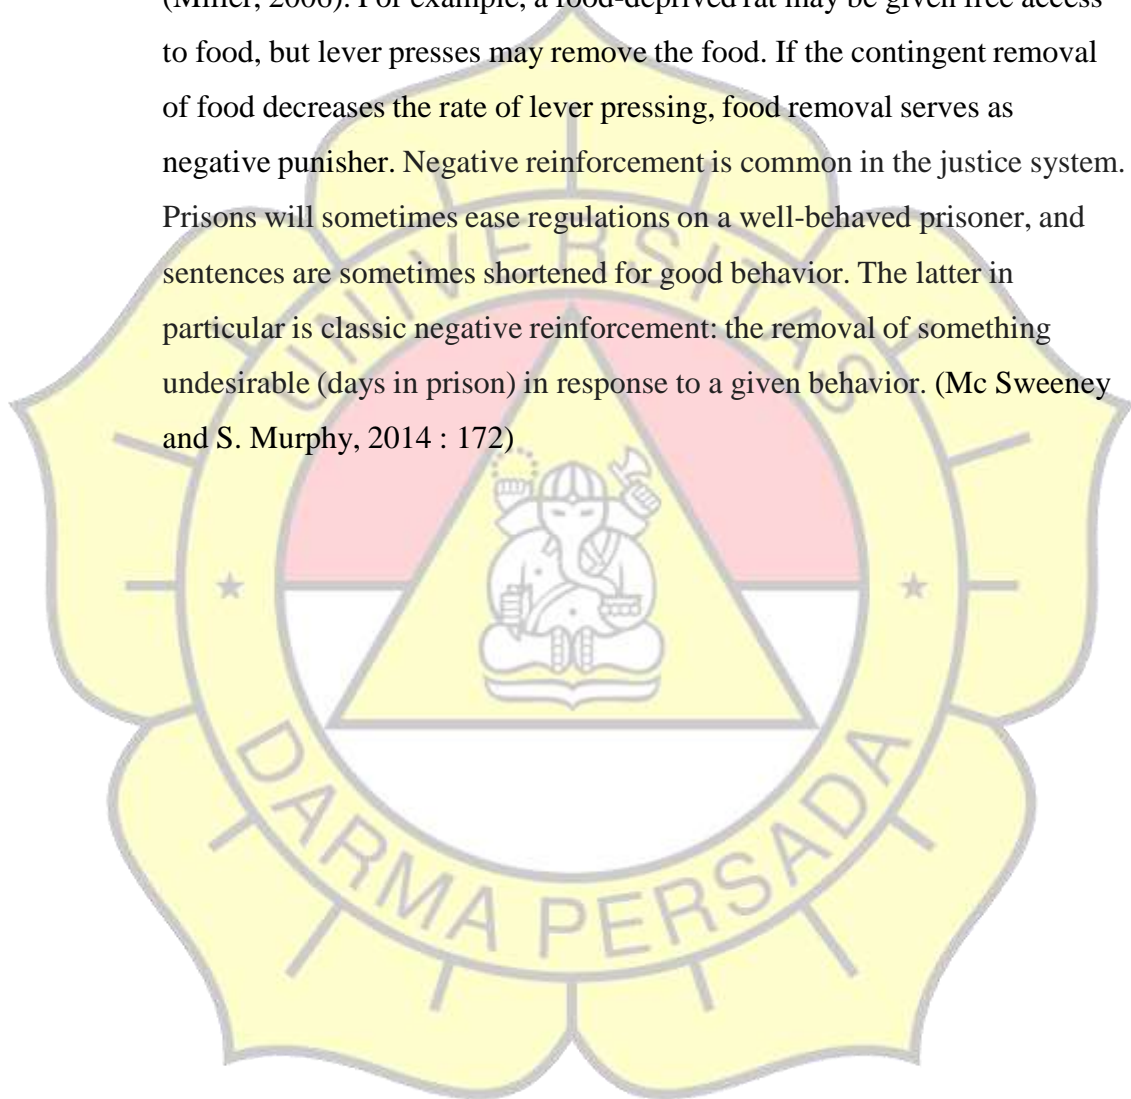 (Miller, 2006). For example, a food-deprived rat may be given free access
to food, but lever presses may remove the food. If the contingent removal
of food decreases the rate of lever pressing, food removal serves as
negative punisher. Negative reinforcement is common in the justice system.
Prisons will sometimes ease regulations on a well-behaved prisoner, and
sentences are sometimes shortened for good behavior. The latter in
particular is classic negative reinforcement: the removal of something
undesirable (days in prison) in response to a given behavior. (Mc Sweeney
and S. Murphy, 2014 : 172)
UNIVERSITAS
DARMA PERSADA